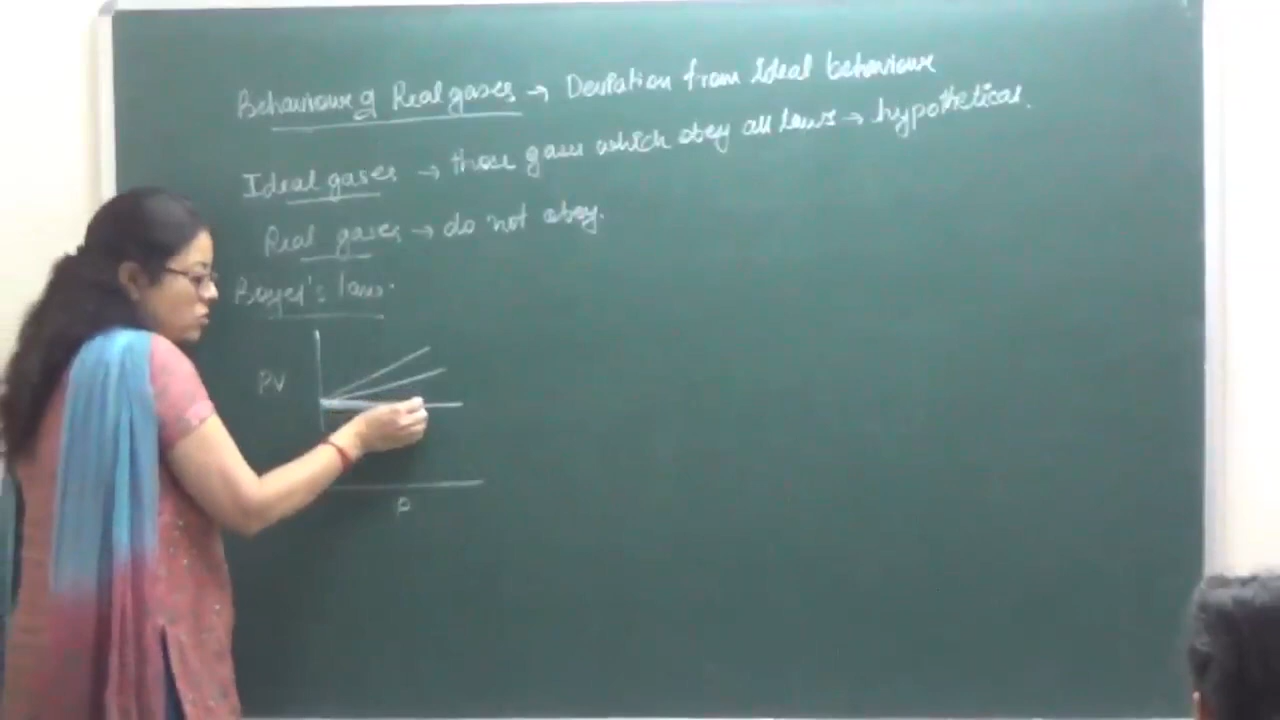 Behaviour of Real gases → Deviation from Ideal behaviour
Ideal gases → those gases which obey all laws → hypothetical.
Real gases → do not obey.
Boyel's law.
PV
P